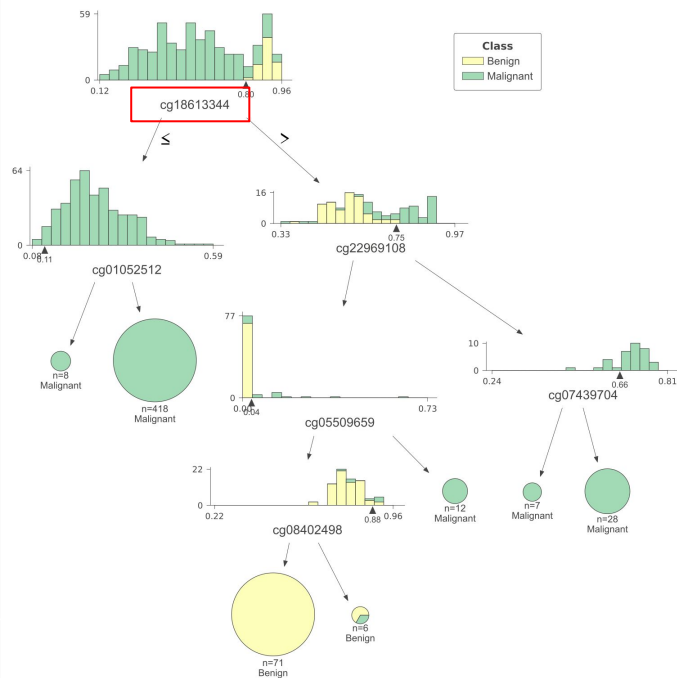 59
0
0.12
0.80
0.96
cg18613344
Class
Benign
Malignant
≤
>
64
0
0.08
0.11
0.59
cg01052512
16
0
0.33
0.75
0.97
cg22969108
n=8
Malignant
n=418
Malignant
77
0
0.00
0.04
0.73
cg05509659
10
0
0.24
0.66
0.81
cg07439704
22
0
0.22
0.88
0.96
cg08402498
n=12
Malignant
n=7
Malignant
n=28
Malignant
n=71
Benign
n=6
Benign